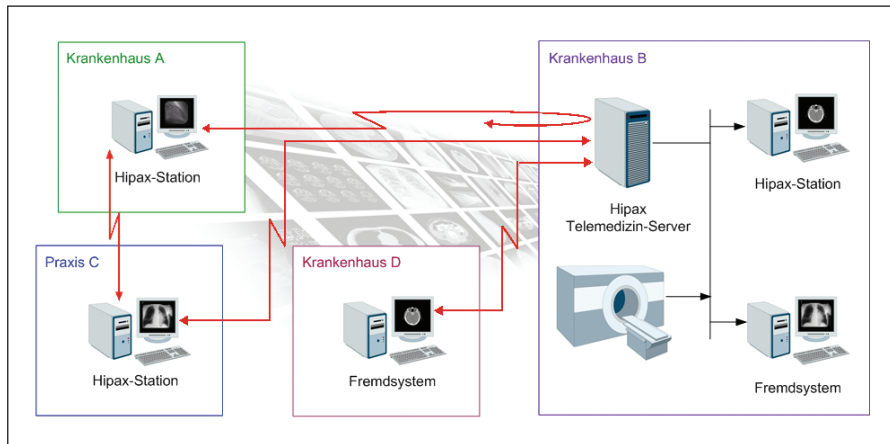 Krankenhaus A
Hipax-Station
Praxis C
Hipax-Station
Krankenhaus D
Fremdsystem
Krankenhaus B
Hipax
Telemedizin-Server
Hipax-Station
Fremdsystem